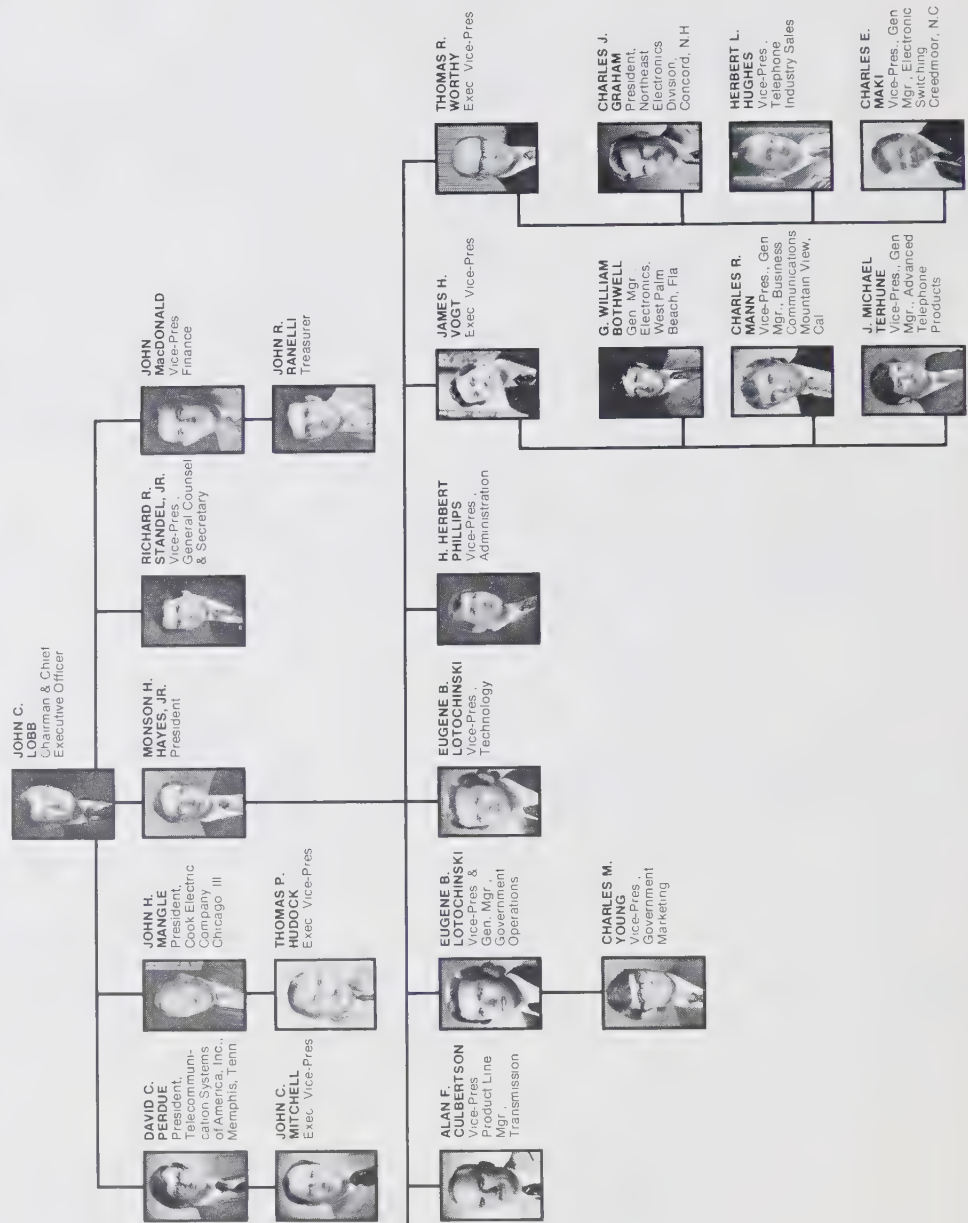 JOHN C.
LOBB
Chairman & Chief
Executive Officer
DAVID C.
PERDUE
President,
Telecommuni-
cation Systems
of America, Inc.,
Memphis, Tenn
JOHN H.
MANGLE
President,
Cook Electric
Company
Chicago Ill
MONSON H.
HAYES, JR.
President
RICHARD R.
STANDEL, JR.
Vice-Pres.
General Counsel
& Secretary
JOHN
MacDONALD
Vice-Pres
Finance
JOHN C.
MITCHELL
Exec Vice-Pres
THOMAS P.
HUDOCK
Exec Vice-Pres
JOHN R.
RANELLI
Treasurer
ALAN F.
CULBERTSON
Vice-Pres
Product Line
Mgr.,
Transmission
EUGENE B.
LOTOCHINSKI
Vice-Pres &
Gen. Mgr.,
Government
Operations
EUGENE B.
LOTOCHINSKI
Vice-Pres.,
Technology
H. HERBERT
PHILLIPS
Vice-Pres.,
Administration
JAMES H.
VOGT
Exec Vice-Pres
THOMAS R.
WORTHY
Exec Vice-Pres
CHARLES M.
YOUNG
Vice-Pres.,
Government
Marketing
G. WILLIAM
BOTHWELL
Gen Mgr
Electronics.
West Palm
Beach, Fla
CHARLES J.
GRAHAM
President,
Northeast
Electronics
Division,
Concord, N.H
CHARLES R.
MANN
Vice-Pres., Gen
Mgr., Business
Communications
Mountain View,
Cal
HERBERT L.
HUGHES
Vice-Pres.,
Telephone
Industry Sales
J. MICHAEL
TERHUNE
Vice-Pres., Gen
Mgr., Advanced
Telephone
Products
CHARLES E.
MAKI
Vice-Pres., Gen
Mgr., Electronic
Switching
Creedmoor, N.C